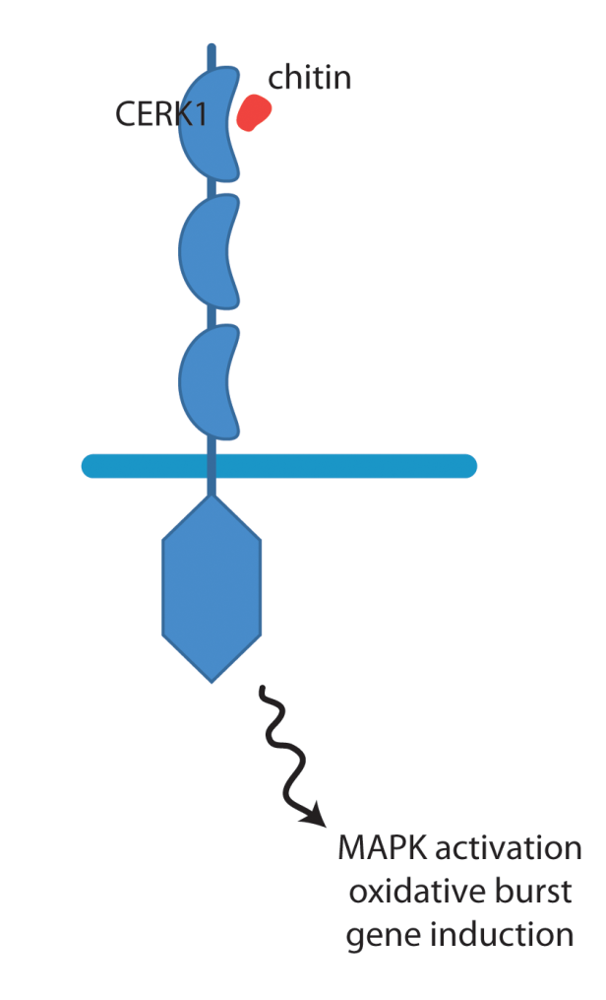 chitin
CERK1
MAPK activation
oxidative burst
gene induction